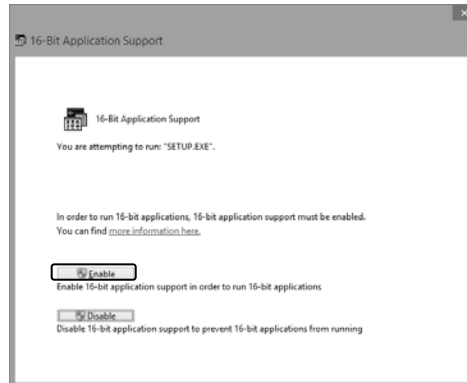 16-Bit Application Support
16-Bit Application Support
You are attempting to run: "SETUP.EXE".
In order to run 16-bit applications, 16-bit application support must be enabled.
You can find more information here.
Enable
Enable 16-bit application support in order to run 16-bit applications
Disable
Disable 16-bit application support to prevent 16-bit applications from running